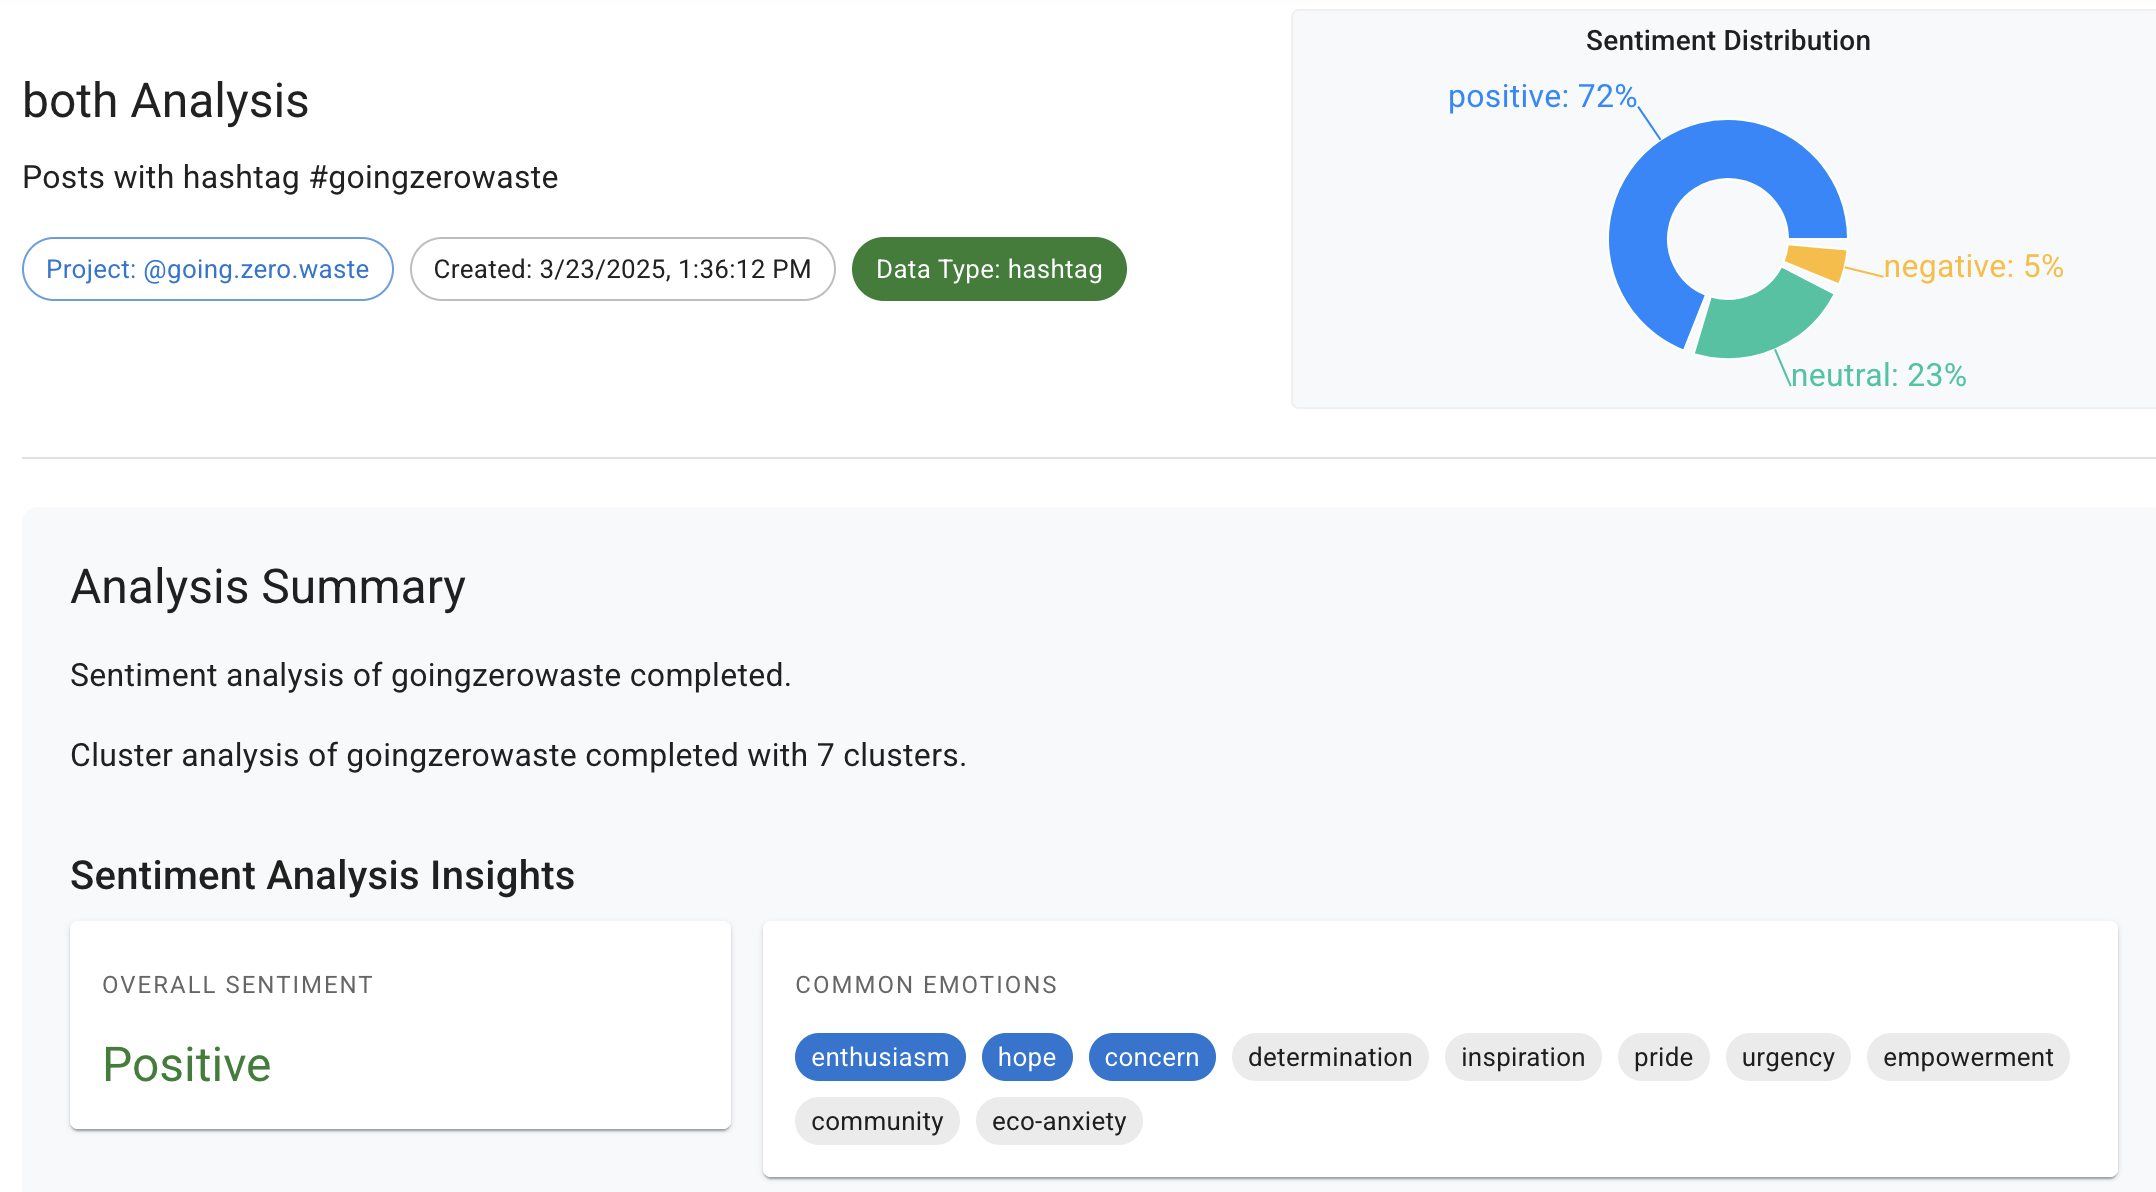 both Analysis
Posts with hashtag #goingzerowaste
Project: @going.zero.waste
Created: 3/23/2025, 1:36:12 PM
Data Type: hashtag
Sentiment Distribution
positive: 72%
negative: 5%
neutral: 23%
Analysis Summary
Sentiment analysis of goingzerowaste completed.
Cluster analysis of goingzerowaste completed with 7 clusters.
Sentiment Analysis Insights
OVERALL SENTIMENT
Positive
COMMON EMOTIONS
enthusiasm hope concern determination inspiration pride urgency empowerment
community eco-anxiety